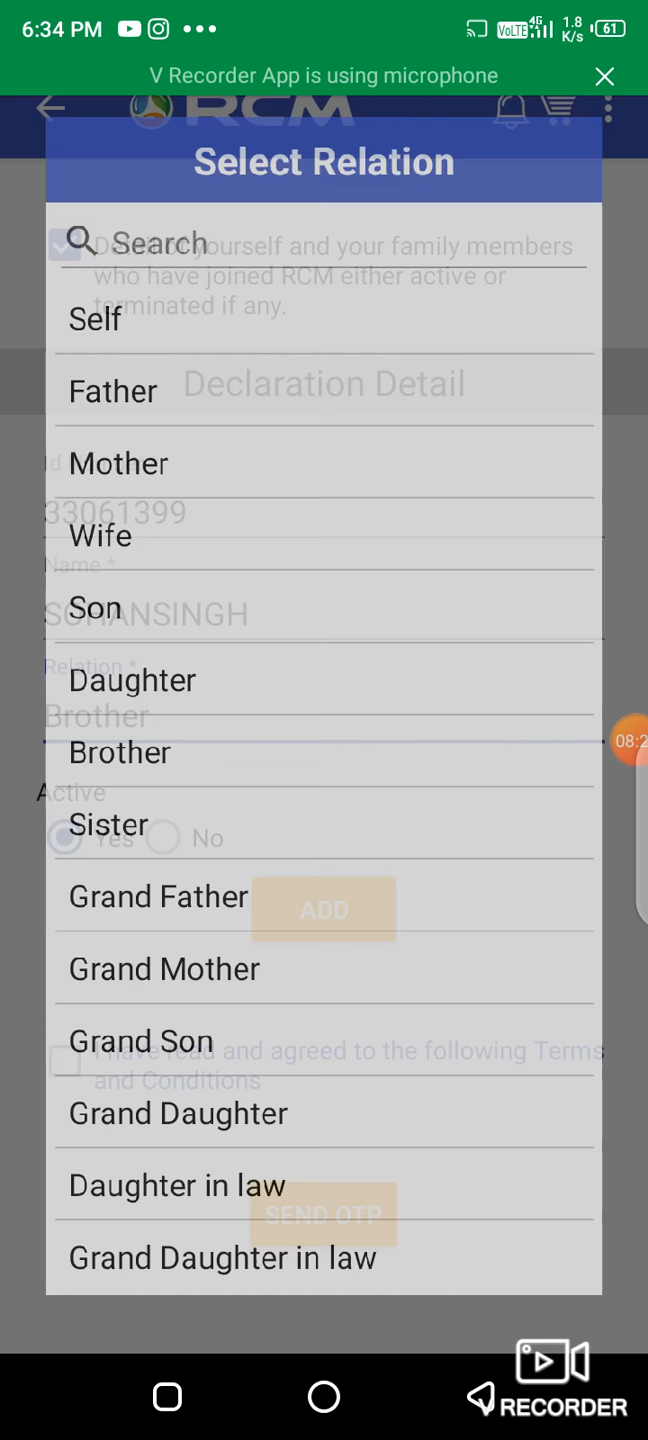 6:34 PM
VoLTE 4G 1.8 K/s 61
V Recorder App is using microphone
RCM
Select Relation
Search
Detail of yourself and your family members
who have joined RCM either active or
terminated if any.
Self
Declaration Detail
Father
Mother
33061399
Wife
Name *
Son
SOHANSINGH
Relation *
Daughter
Brother
Brother
Active
Sister
Yes
No
Grand Father
ADD
Grand Mother
Grand Son
I have read and agreed to the following Terms
and Conditions
Grand Daughter
Daughter in law
SEND OTP
Grand Daughter in law
RECORDER